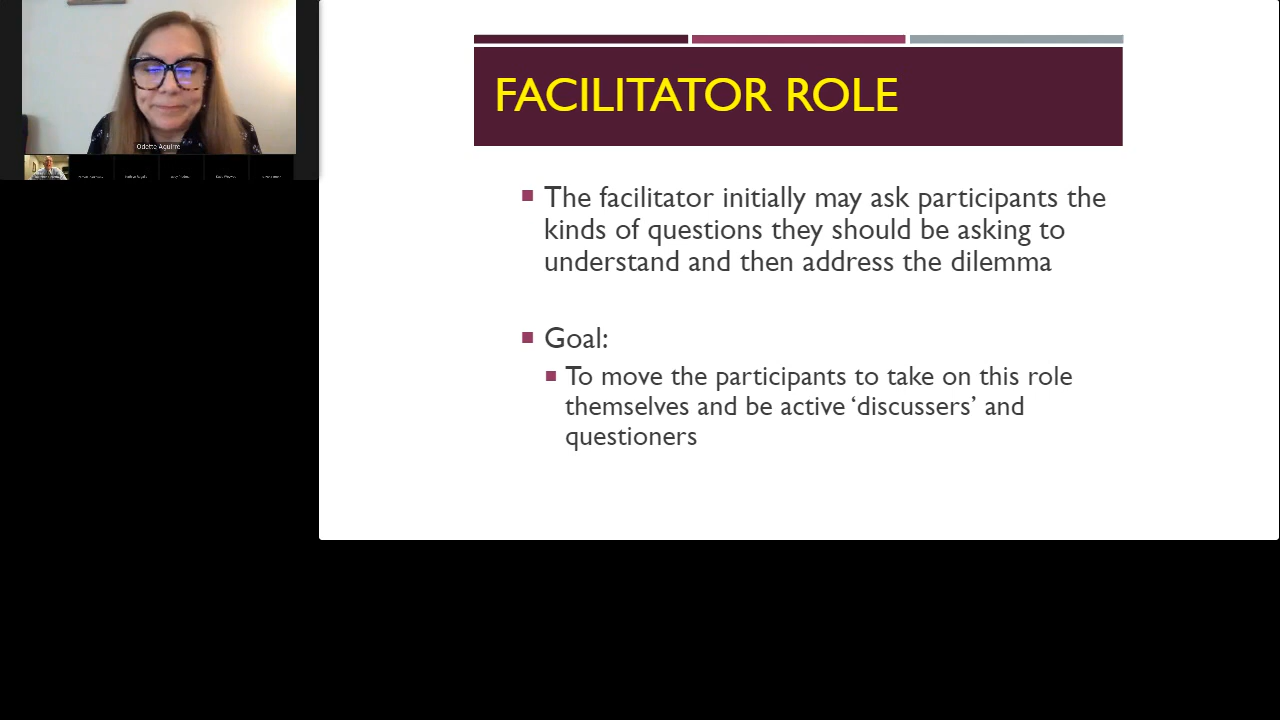 Odette Aguirre
FACILITATOR ROLE
The facilitator initially may ask participants the
kinds of questions they should be asking to
understand and then address the dilemma
Goal:
To move the participants to take on this role
themselves and be active ‘discussers’ and
questioners